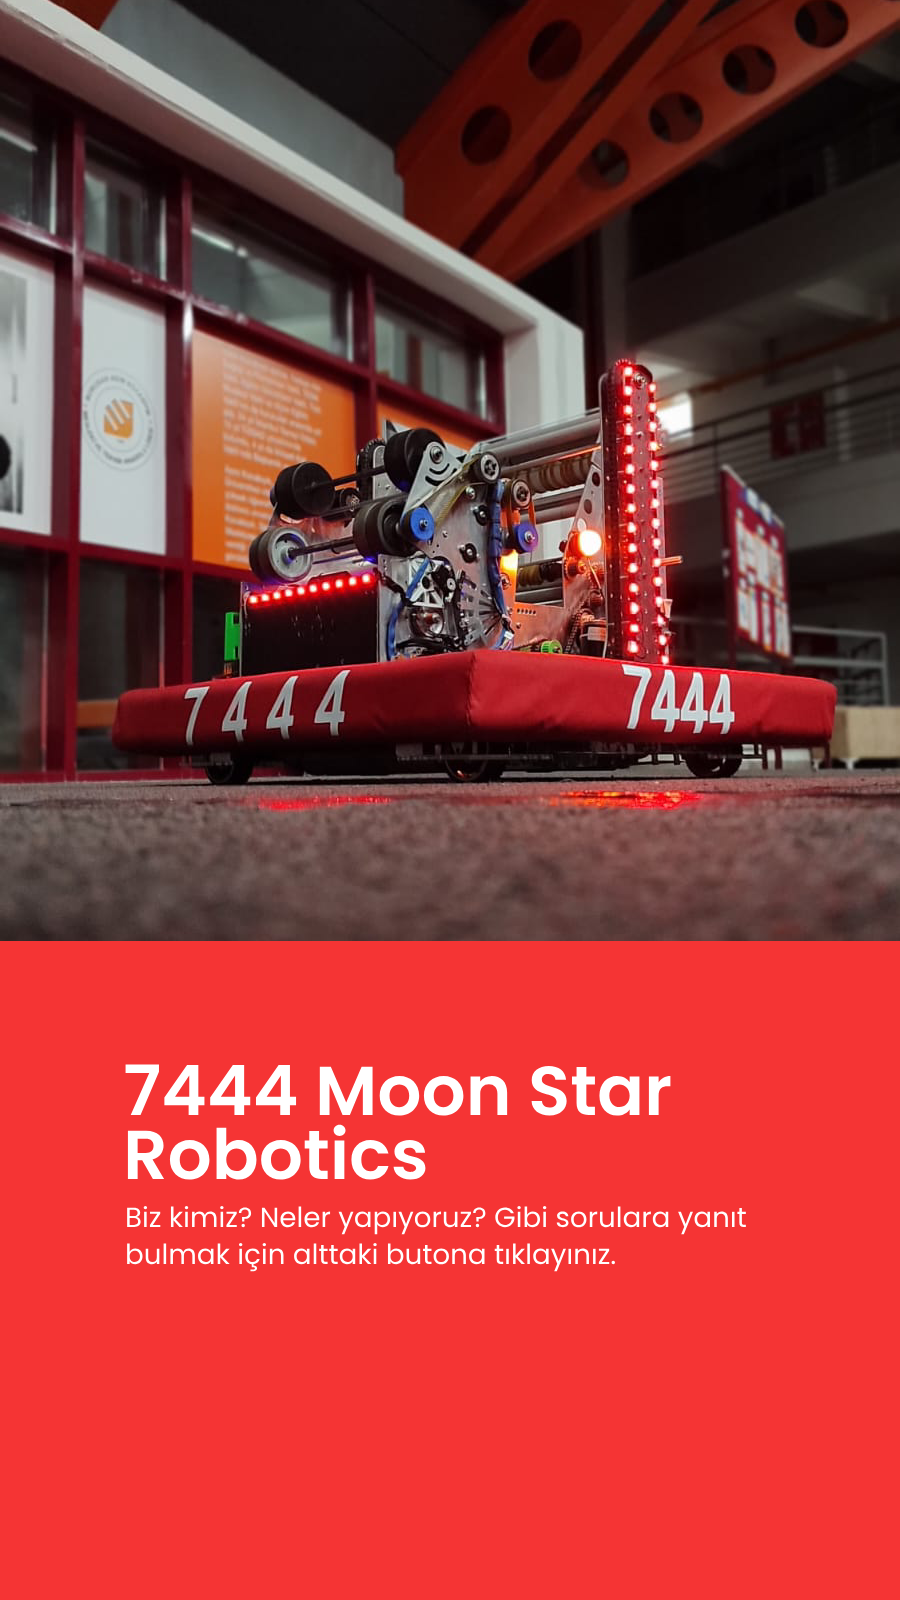 7444
7444
7444 Moon Star
Robotics
Biz kimiz? Neler yapıyoruz? Gibi sorulara yanıt
bulmak için alttaki butona tıklayınız.